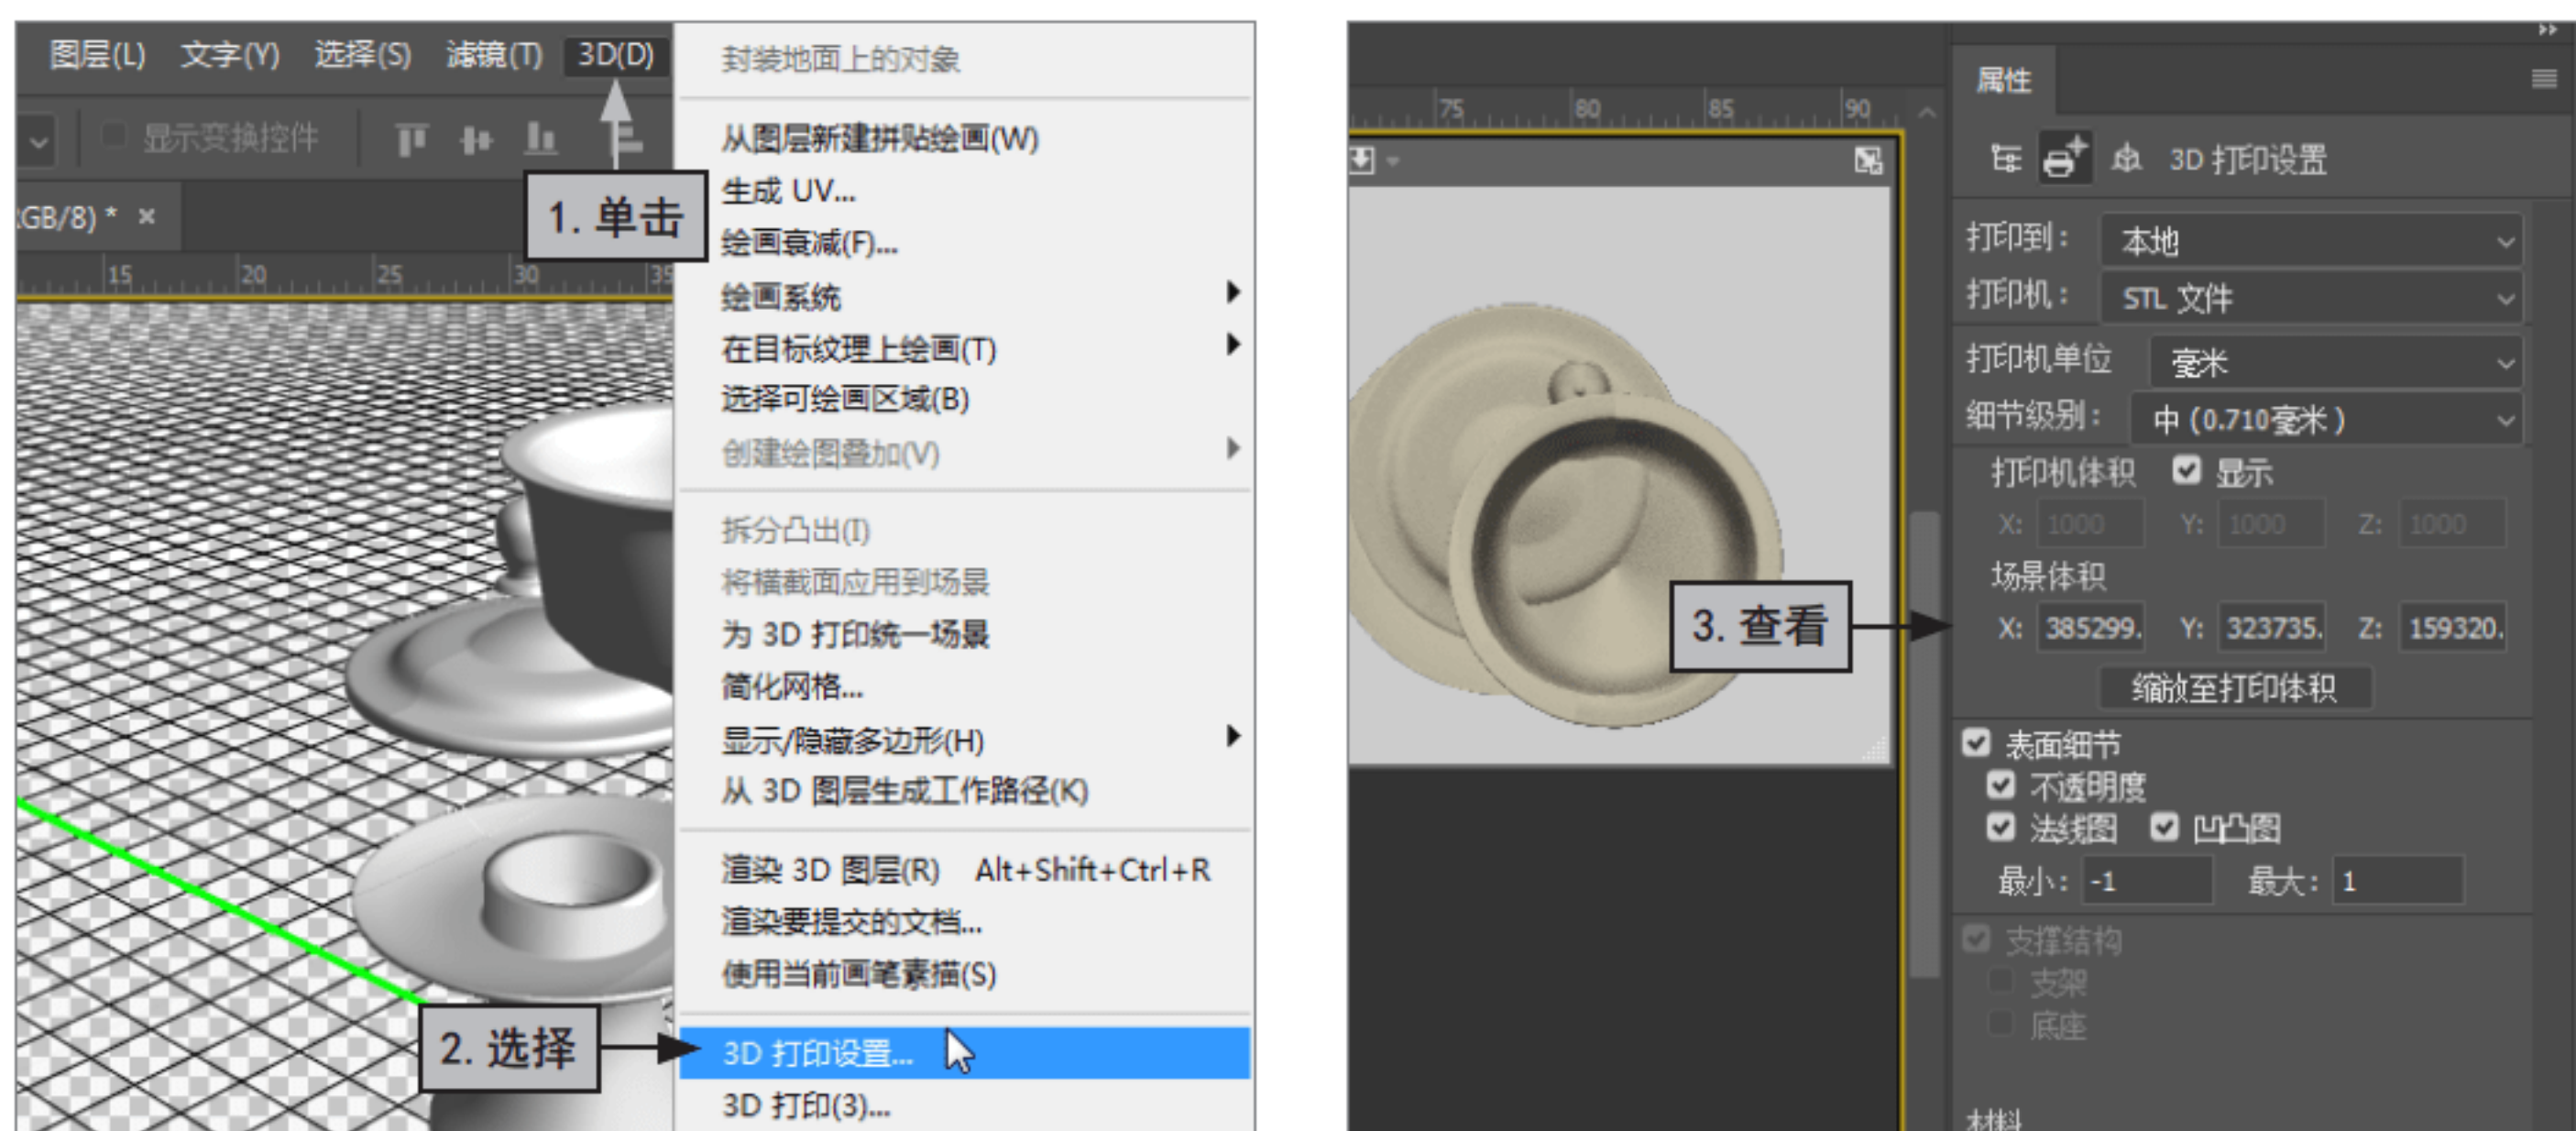 图层(L) 文字(Y) 选择(S) 滤镜(T) 3D(D)
显示变换控件
1. 单击
GB/8) * ×
15 20 25 30 35
封装地面上的对象
从图层新建拼贴绘画(W)
生成 UV...
绘画衰减(F)...
绘画系统
在目标纹理上绘画(T)
选择可绘画区域(B)
创建绘图叠加(V)
拆分凸出(I)
将横截面应用到场景
为 3D 打印统一场景
简化网格...
显示/隐藏多边形(H)
从 3D 图层生成工作路径(K)
渲染 3D 图层(R) Alt+Shift+Ctrl+R
渲染要提交的文档...
使用当前画笔素描(S)
2. 选择
3D 打印设置...
3D 打印(3)...
75 80 85 90
3. 查看
属性
3D 打印设置
打印到： 本地
打印机： STL 文件
打印机单位 毫米
细节级别： 中 (0.710毫米)
打印机体积 显示
X: 1000 Y: 1000 Z: 1000
场景体积
X: 385299. Y: 323735. Z: 159320.
缩放至打印体积
表面细节
不透明度
法线图 凹凸图
最小： -1 最大： 1
支撑结构
支架
底座
材料